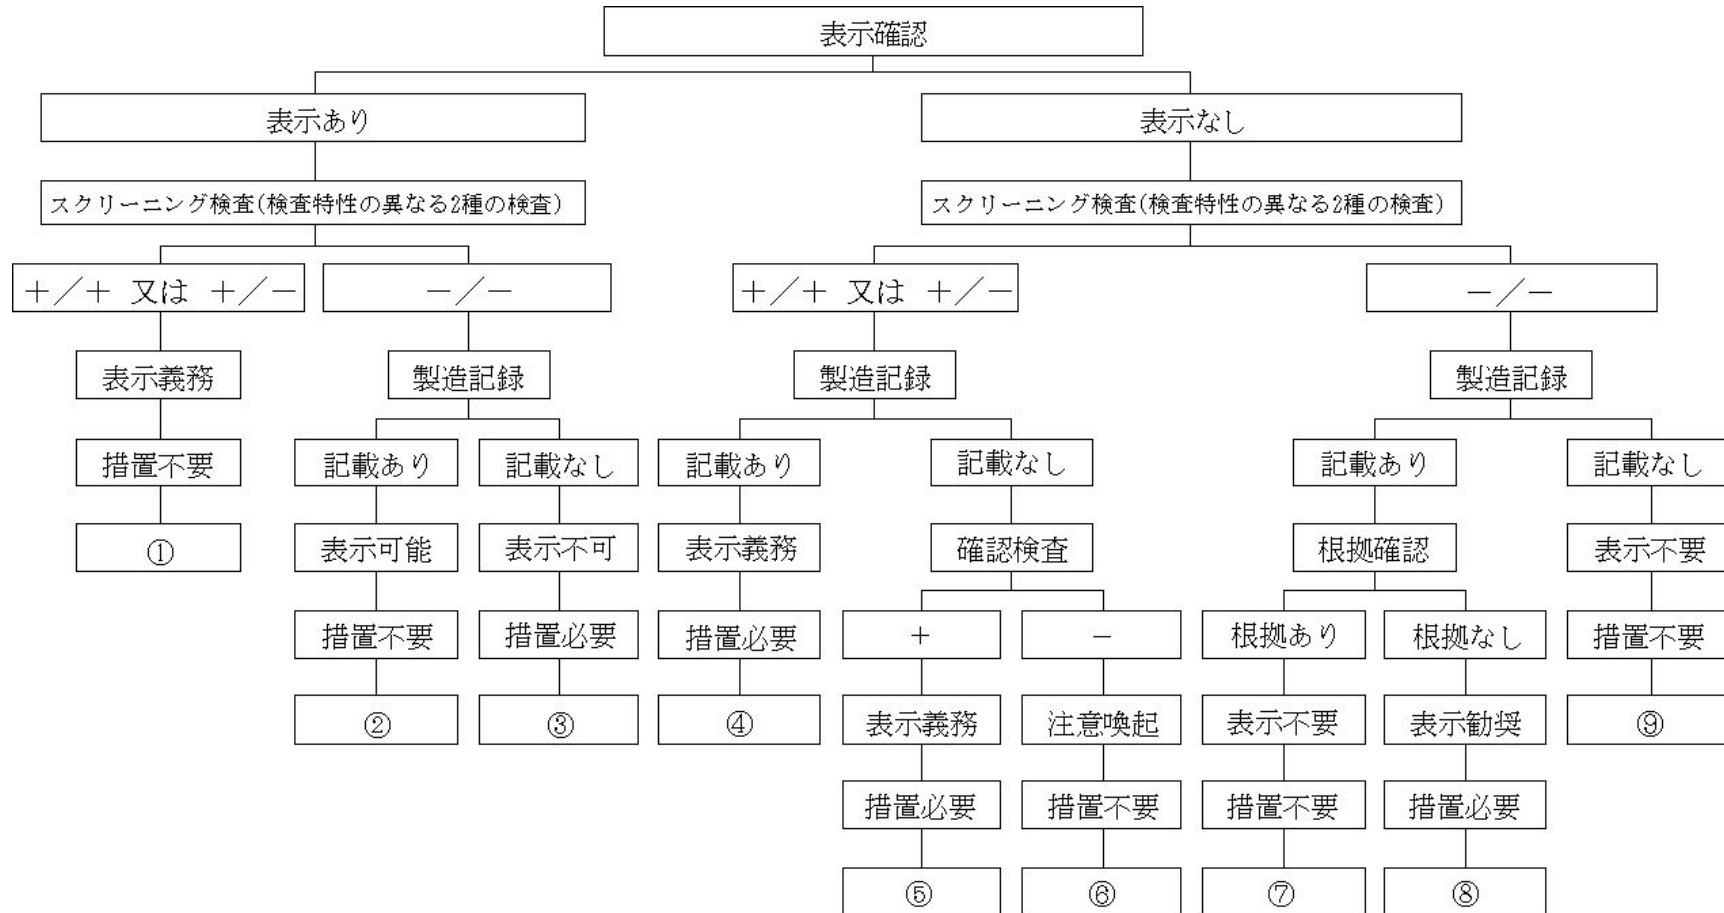 表示確認
表示あり
表示なし
スクリーニング検査(検査特性の異なる2種の検査)
スクリーニング検査(検査特性の異なる2種の検査)
＋／＋ 又は ＋／－
－／－
＋／＋ 又は ＋／－
－／－
表示義務
製造記録
製造記録
製造記録
措置不要
記載あり
記載なし
記載あり
記載なし
記載あり
記載なし
①
表示可能
表示不可
表示義務
確認検査
根拠確認
表示不要
措置不要
措置必要
措置必要
＋
－
根拠あり
根拠なし
措置不要
②
③
④
表示義務
注意喚起
表示不要
表示勧奨
⑨
措置必要
措置不要
措置不要
措置必要
⑤
⑥
⑦
⑧